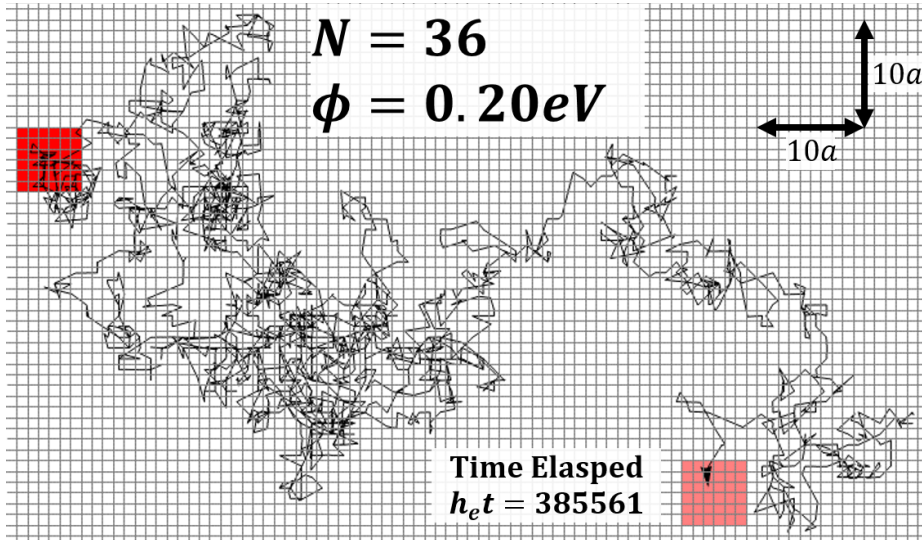 N = 36
ϕ = 0.20eV
10a
10a
Time Elasped
hₑt = 385561